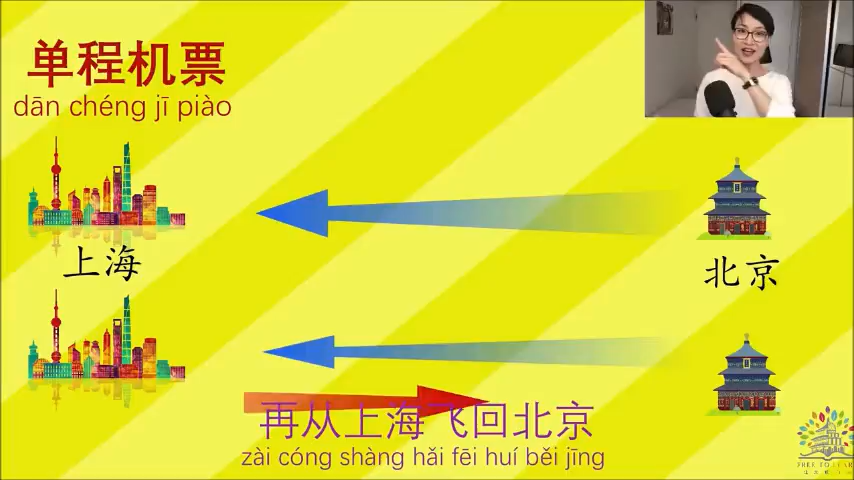 单程机票
dān chéng jī piào
上海
北京
再从上海飞回北京
zài cóng shàng hǎi fēi huí běi jīng